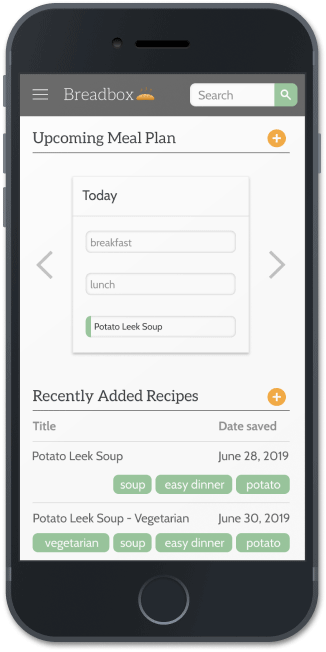 Breadbox
Search
Upcoming Meal Plan
Today
breakfast
lunch
Potato Leek Soup
Recently Added Recipes
Title Date saved
Potato Leek Soup June 28, 2019
soup easy dinner potato
Potato Leek Soup - Vegetarian June 30, 2019
vegetarian soup easy dinner potato